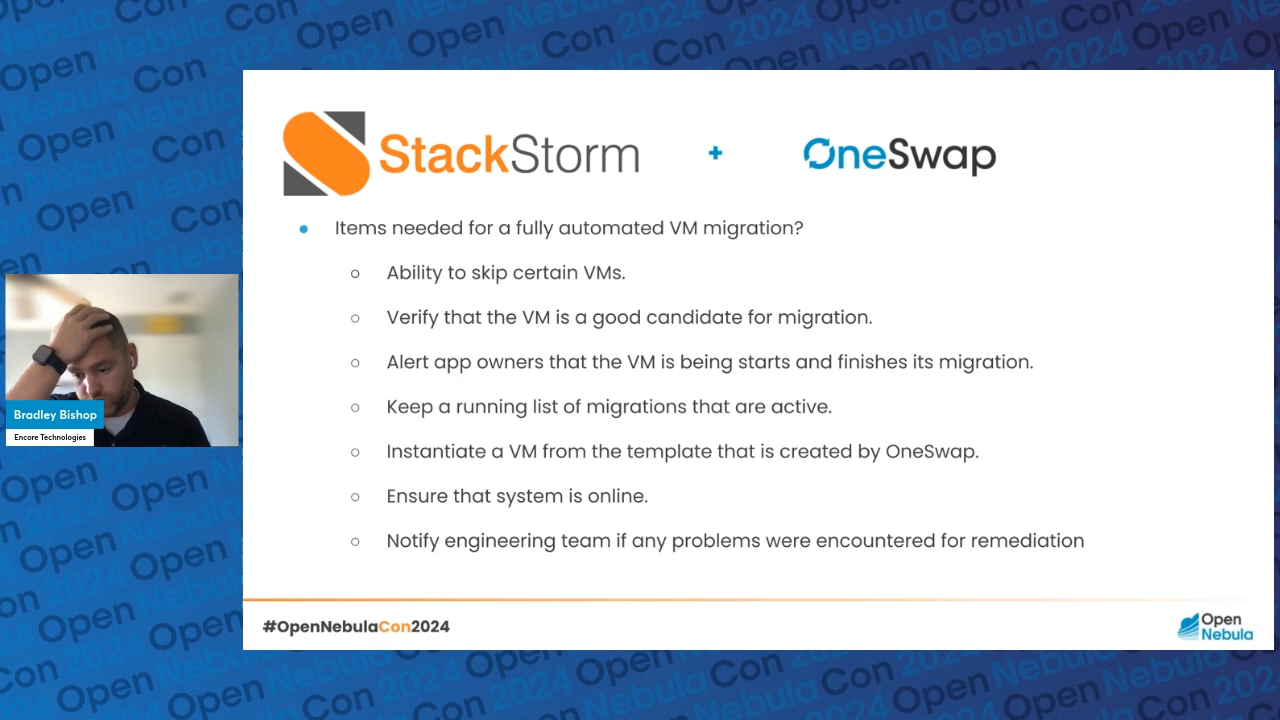 StackStorm + OneSwap
Items needed for a fully automated VM migration?
Ability to skip certain VMs.
Verify that the VM is a good candidate for migration.
Alert app owners that the VM is being starts and finishes its migration.
Keep a running list of migrations that are active.
Instantiate a VM from the template that is created by OneSwap.
Ensure that system is online.
Notify engineering team if any problems were encountered for remediation
Bradley Bishop
Encore Technologies
#OpenNebulaCon2024
Open
Nebula